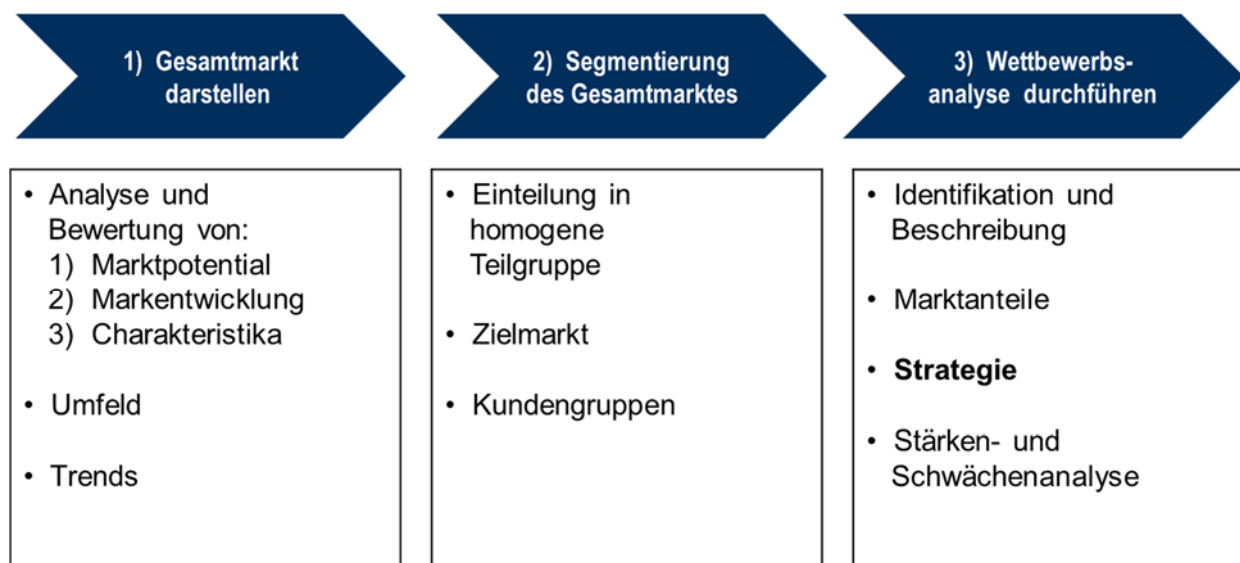 1) Gesamtmarkt
darstellen
2) Segmentierung
des Gesamtmarktes
3) Wettbewerbs-
analyse durchführen
• Analyse und
Bewertung von:
1) Marktpotential
2) Markentwicklung
3) Charakteristika
• Umfeld
• Trends
• Einteilung in
homogene
Teilgruppe
• Zielmarkt
• Kundengruppen
• Identifikation und
Beschreibung
• Marktanteile
• Strategie
• Stärken- und
Schwächenanalyse